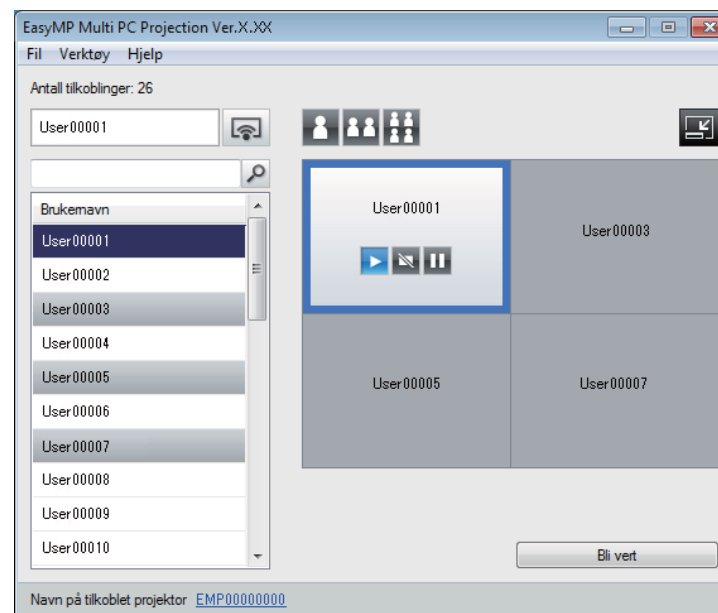 EasyMP Multi PC Projection Ver.X.XX
Fil Verktøy Hjelp
Antall tilkoblinger: 26
User00001
Brukernavn
User00001
User00002
User00003
User00004
User00005
User00006
User00007
User00008
User00009
User00010
User00001
User00003
User00005
User00007
Bli vert
Navn på tilkoblet projektor EMP00000000